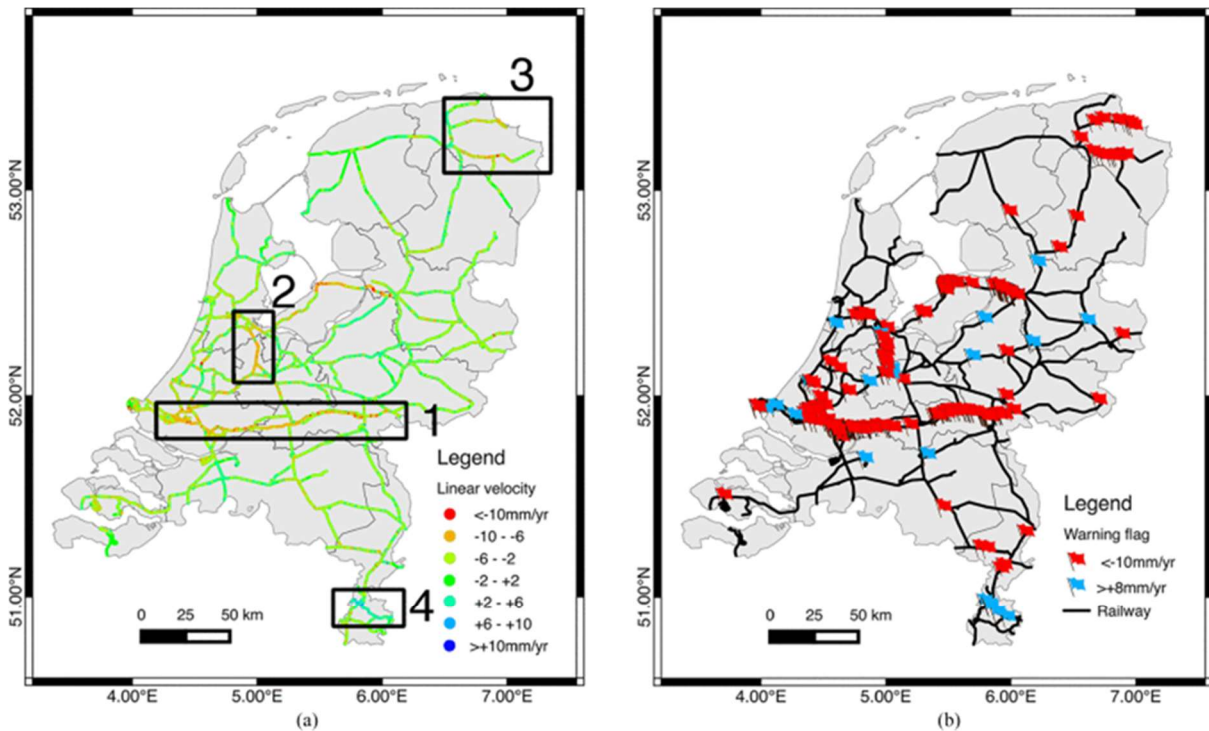 3
2
1
4
53.00°N
52.00°N
51.00°N
Legend
Linear velocity
<-10mm/yr
-10 - -6
-6 - -2
-2 - +2
+2 - +6
+6 - +10
>+10mm/yr
0 25 50 km
4.00°E 5.00°E 6.00°E 7.00°E
(a)
53.00°N
52.00°N
51.00°N
Legend
Warning flag
<-10mm/yr
>+8mm/yr
Railway
0 25 50 km
4.00°E 5.00°E 6.00°E 7.00°E
(b)